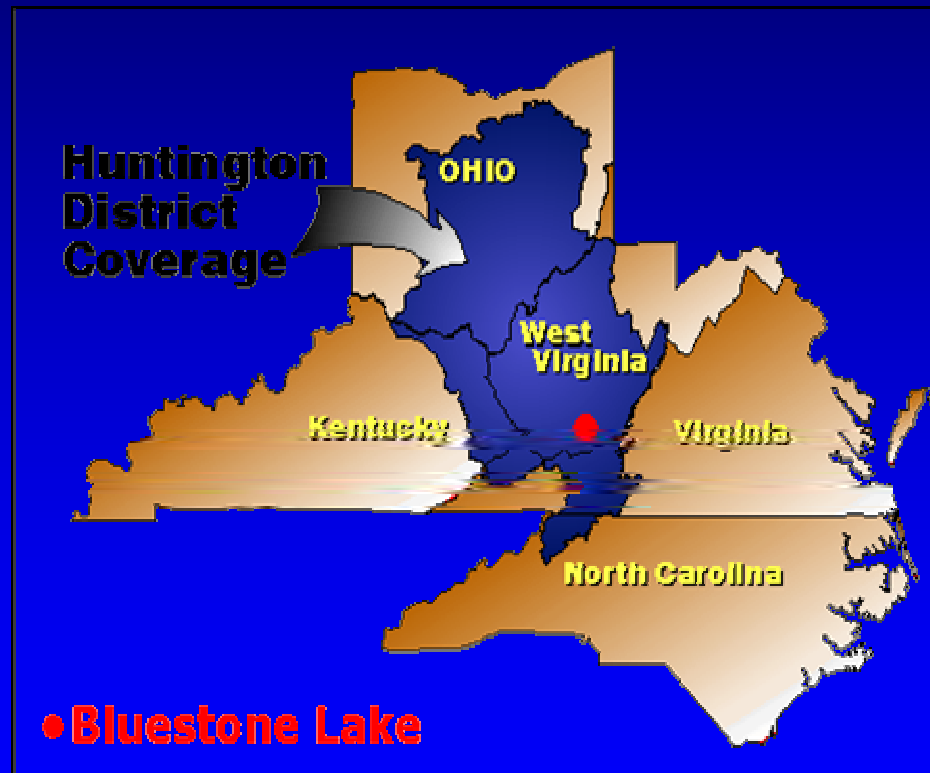 Huntington
District
Coverage
OHIO
West
Virginia
Kentucky
Virginia
North Carolina
Bluestone Lake